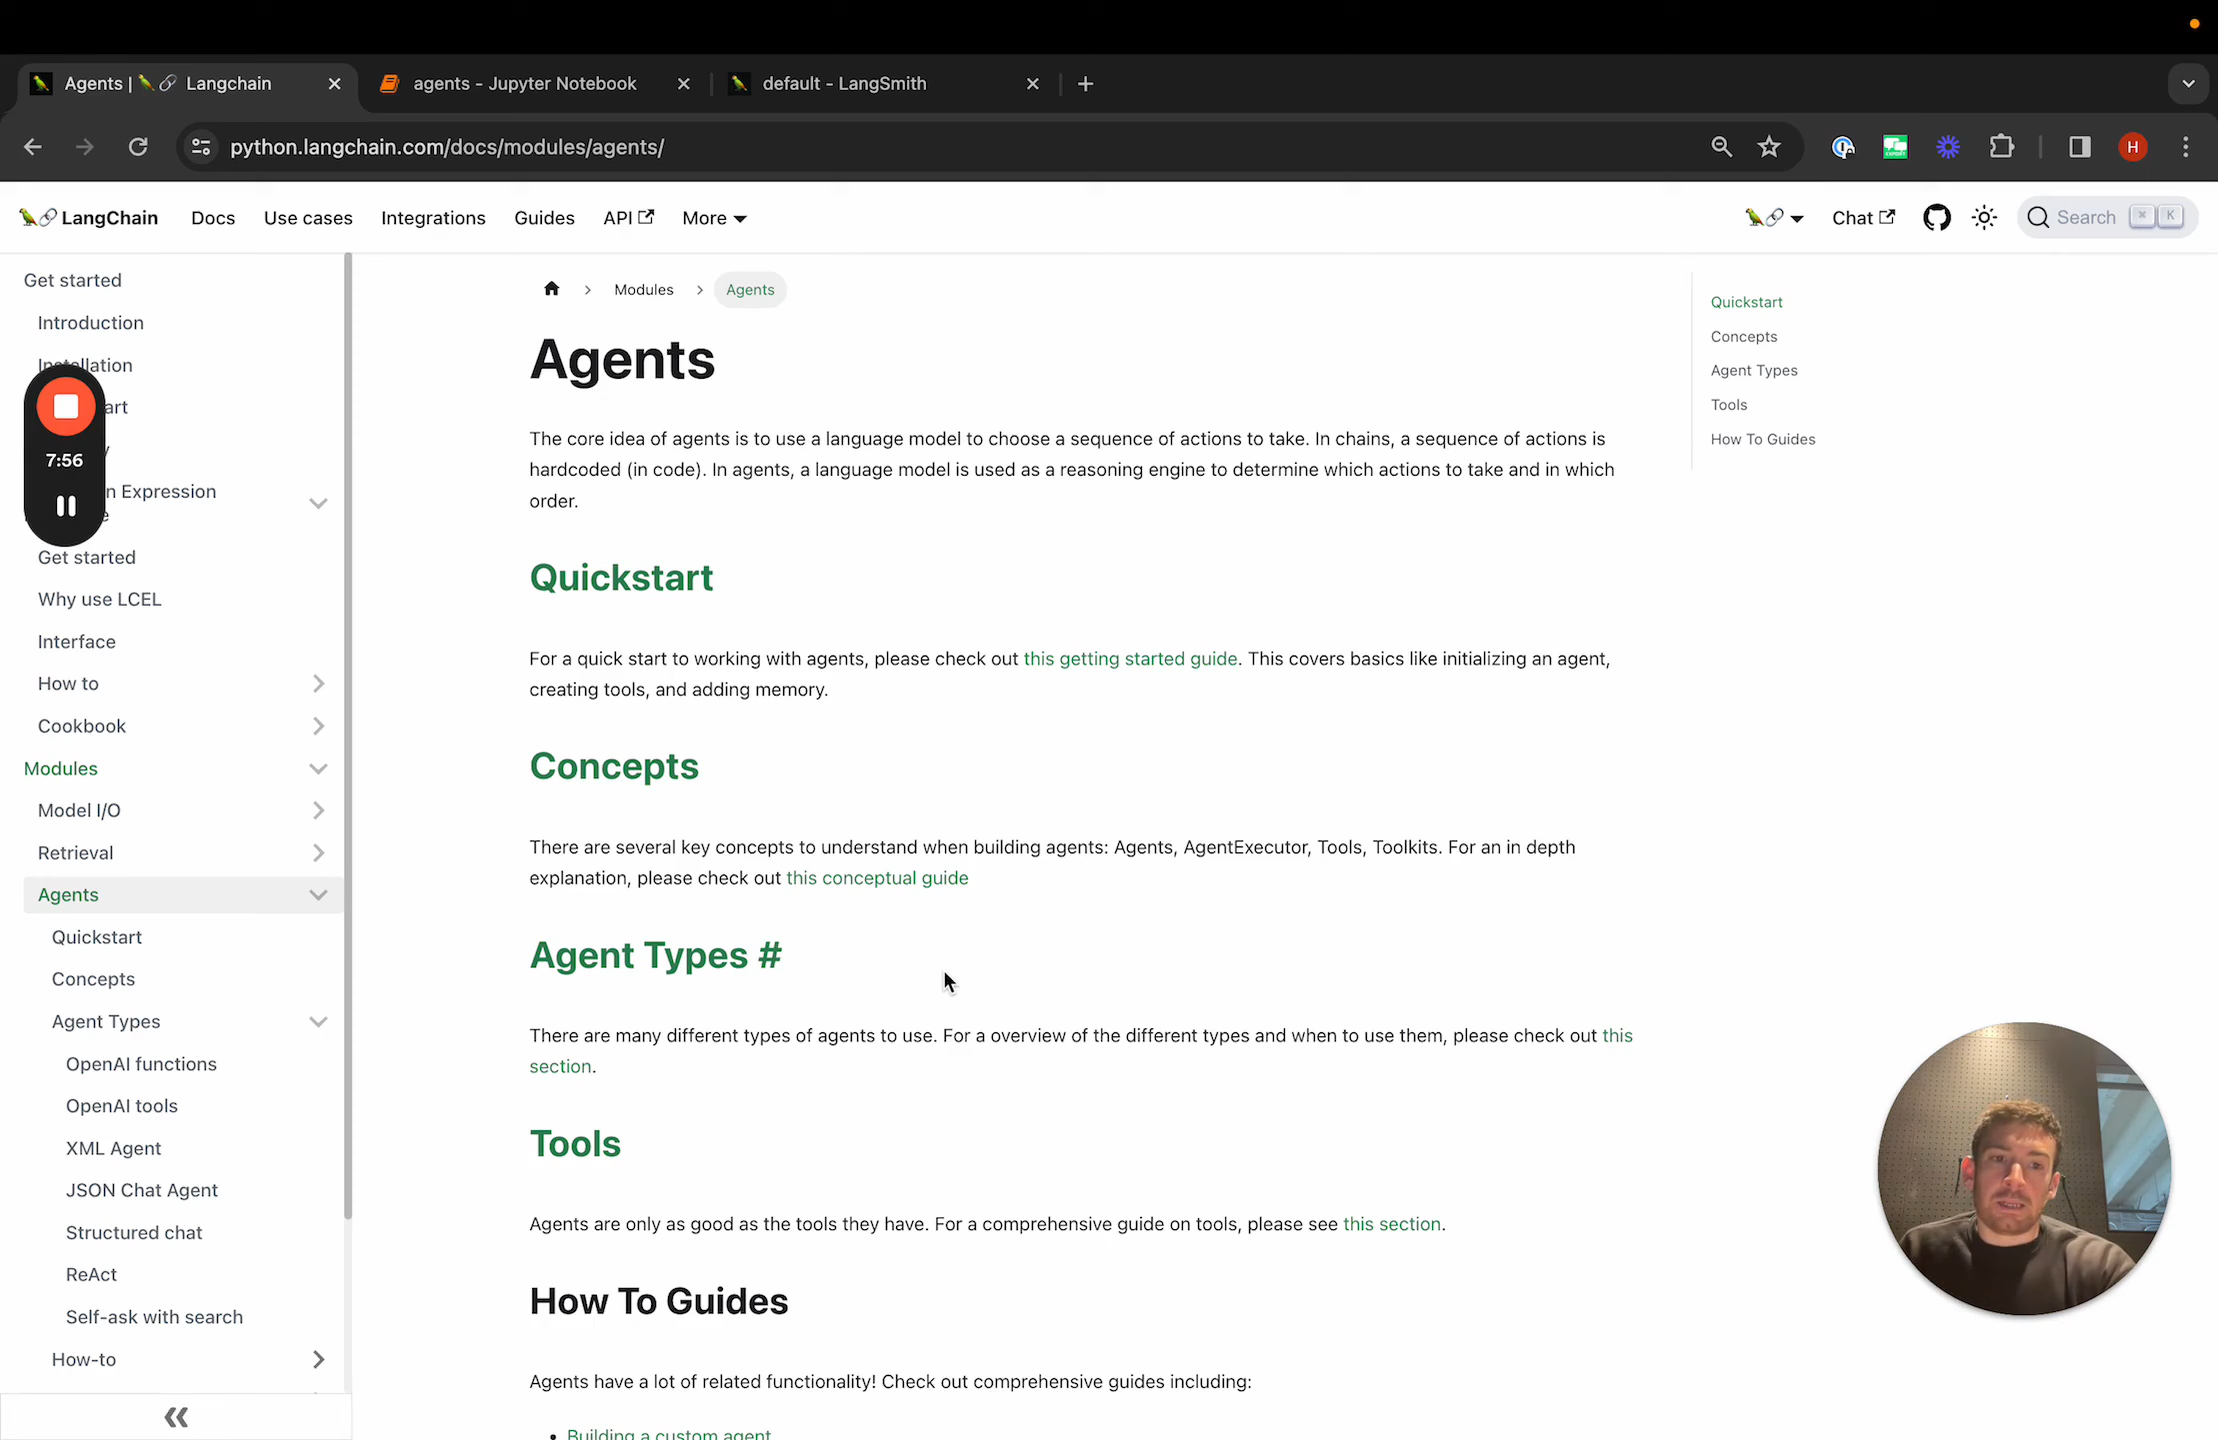 Agents | Langchain
agents - Jupyter Notebook
default - LangSmith
python.langchain.com/docs/modules/agents/
H
LangChain
Docs
Use cases
Integrations
Guides
API
More
Chat
Search
K
Get started
Introduction
Installation
art
7:56
n Expression
e
Get started
Why use LCEL
Interface
How to
Cookbook
Modules
Model I/O
Retrieval
Agents
Quickstart
Concepts
Agent Types
OpenAI functions
OpenAI tools
XML Agent
JSON Chat Agent
Structured chat
ReAct
Self-ask with search
How-to
Modules
Agents
Agents
The core idea of agents is to use a language model to choose a sequence of actions to take. In chains, a sequence of actions is
hardcoded (in code). In agents, a language model is used as a reasoning engine to determine which actions to take and in which
order.
Quickstart
For a quick start to working with agents, please check out this getting started guide. This covers basics like initializing an agent,
creating tools, and adding memory.
Concepts
There are several key concepts to understand when building agents: Agents, AgentExecutor, Tools, Toolkits. For an in depth
explanation, please check out this conceptual guide
Agent Types #
There are many different types of agents to use. For a overview of the different types and when to use them, please check out this
section.
Tools
Agents are only as good as the tools they have. For a comprehensive guide on tools, please see this section.
How To Guides
Agents have a lot of related functionality! Check out comprehensive guides including:
• Building a custom agent
Quickstart
Concepts
Agent Types
Tools
How To Guides